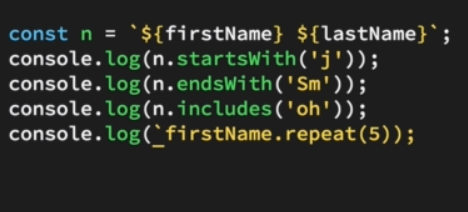 const n = `${firstName} ${lastName}`;
console.log(n.startsWith('j'));
console.log(n.endsWith('Sm'));
console.log(n.includes('oh'));
console.log(`firstName.repeat(5));